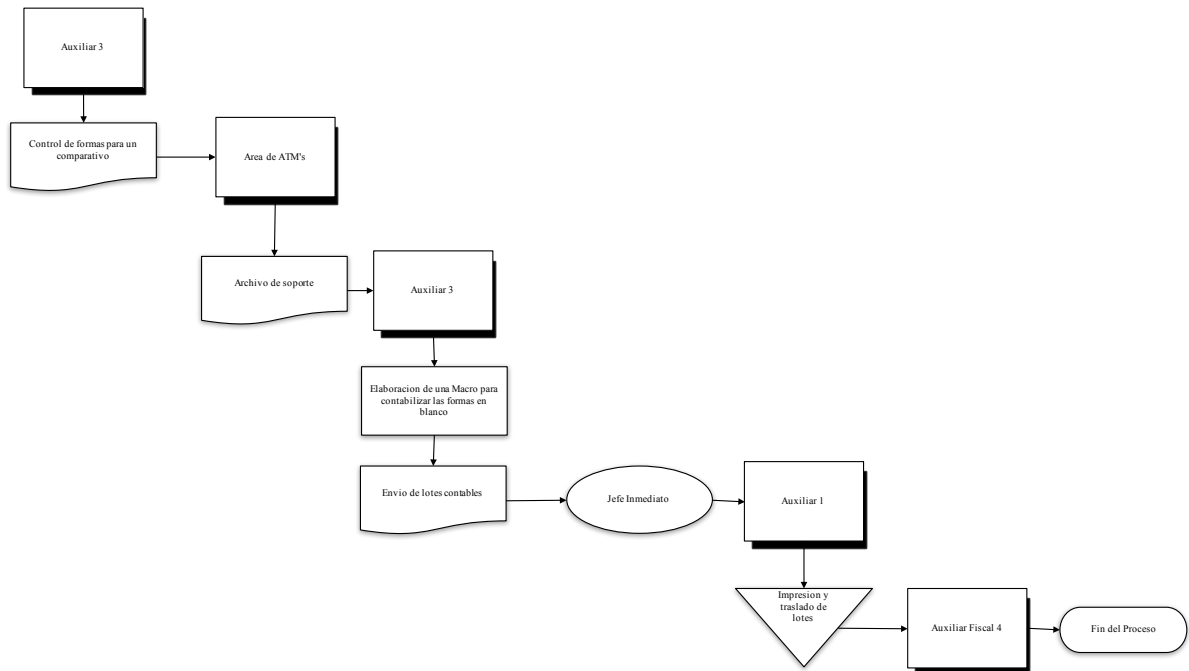 Auxiliar 3
Control de formas para un
comparativo
Area de ATM's
Archivo de soporte
Auxiliar 3
Elaboracion de una Macro para
contabilizar las formas en
blanco
Envio de lotes contables
Jefe Inmediato
Auxiliar 1
Impresion y
traslado de
lotes
Auxiliar Fiscal 4
Fin del Proceso